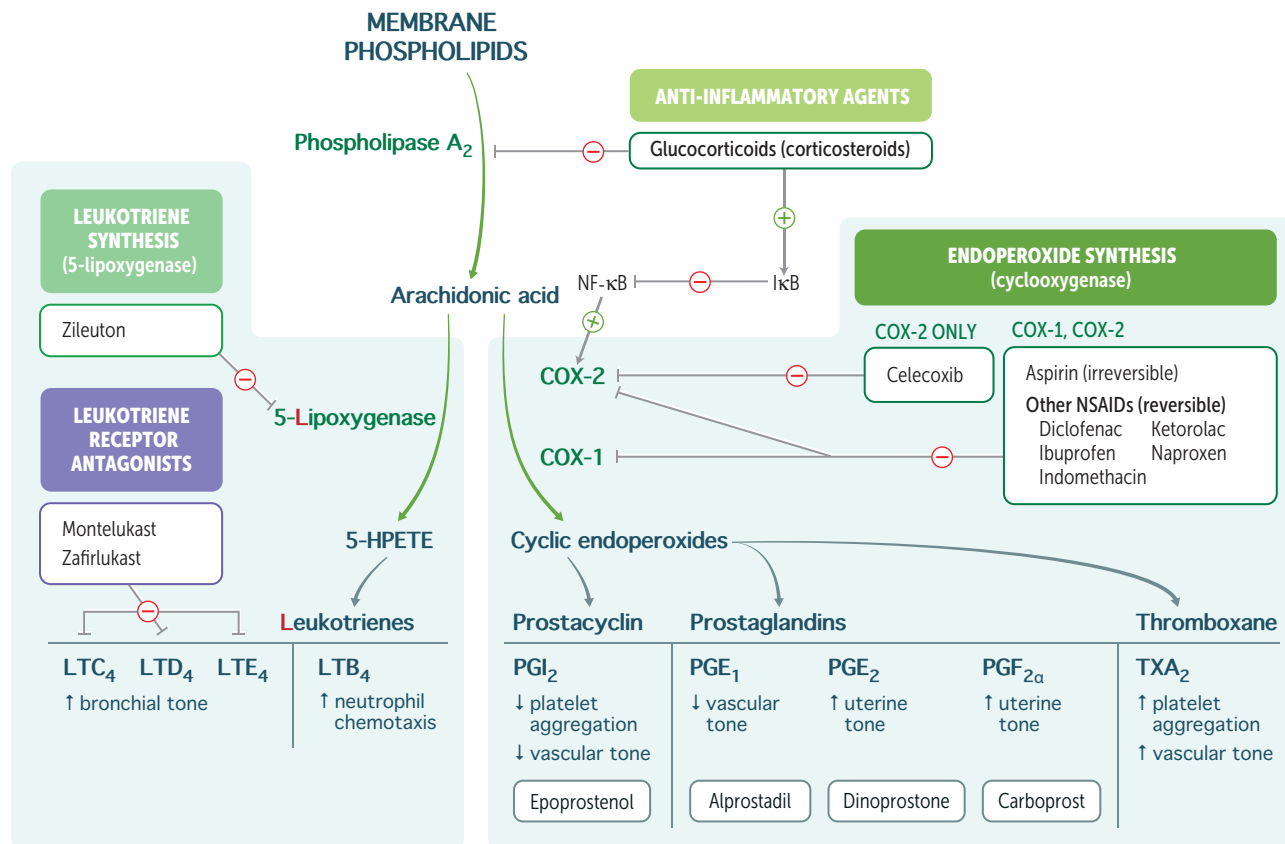 MEMBRANE
PHOSPHOLIPIDS
ANTI-INFLAMMATORY AGENTS
Phospholipase A₂
−
Glucocorticoids (corticosteroids)
LEUKOTRIENE
SYNTHESIS
(5-lipoxygenase)
+
ENDOPEROXIDE SYNTHESIS
(cyclooxygenase)
Arachidonic acid
NF-κB
−
IκB
Zileuton
+
COX-2 ONLY
COX-1, COX-2
−
COX-2
−
Celecoxib
Aspirin (irreversible)
Other NSAIDs (reversible)
Diclofenac Ketorolac
Ibuprofen Naproxen
Indomethacin
LEUKOTRIENE
RECEPTOR
ANTAGONISTS
5-Lipoxygenase
COX-1
−
Montelukast
Zafirlukast
5-HPETE
Cyclic endoperoxides
−
Leukotrienes
Prostacyclin
Prostaglandins
Thromboxane
LTC₄ LTD₄ LTE₄
↑ bronchial tone
LTB₄
↑ neutrophil
chemotaxis
PGI₂
↓ platelet
aggregation
↓ vascular tone
Epoprostenol
PGE₁
↓ vascular
tone
Alprostadil
PGE₂
↑ uterine
tone
Dinoprostone
PGF₂α
↑ uterine
tone
Carboprost
TXA₂
↑ platelet
aggregation
↑ vascular tone